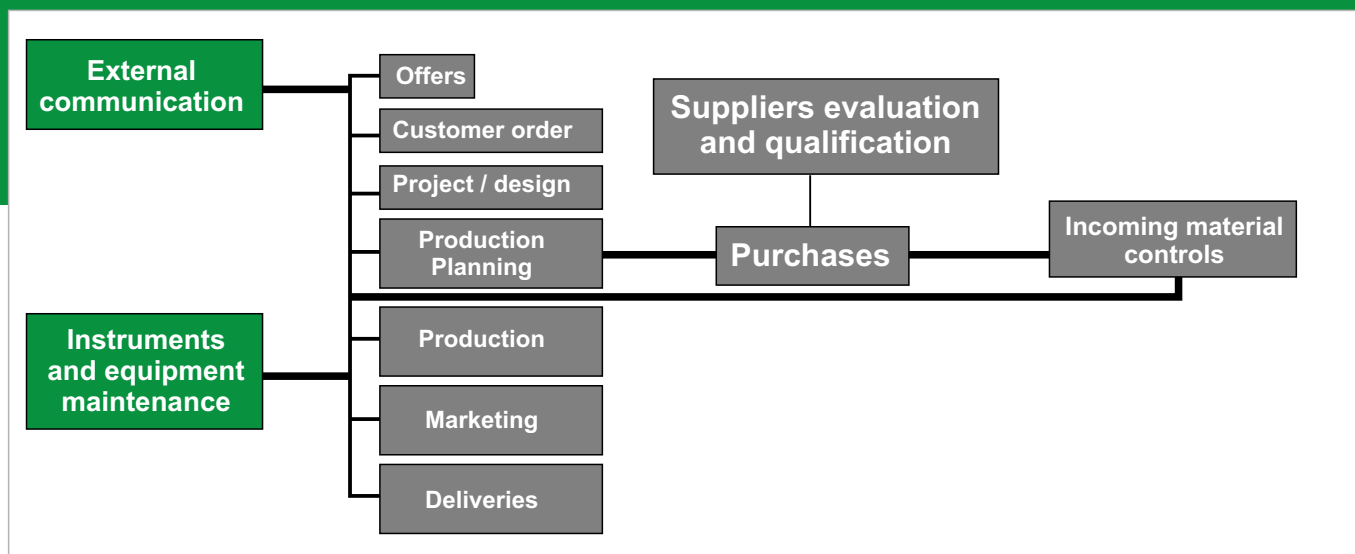 External
communication
Offers
Customer order
Project / design
Production
Planning
Suppliers evaluation
and qualification
Purchases
Incoming material
controls
Instruments
and equipment
maintenance
Production
Marketing
Deliveries